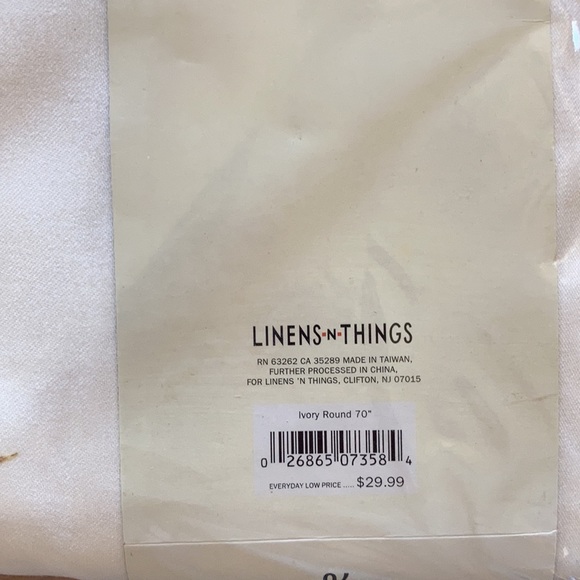 LINENS-N-THINGS
RN 63262 CA 35289 MADE IN TAIWAN,
FURTHER PROCESSED IN CHINA,
FOR LINENS 'N THINGS, CLIFTON, NJ 07015
Ivory Round 70"
0 26865 07358 4
EVERYDAY LOW PRICE ..... $29.99